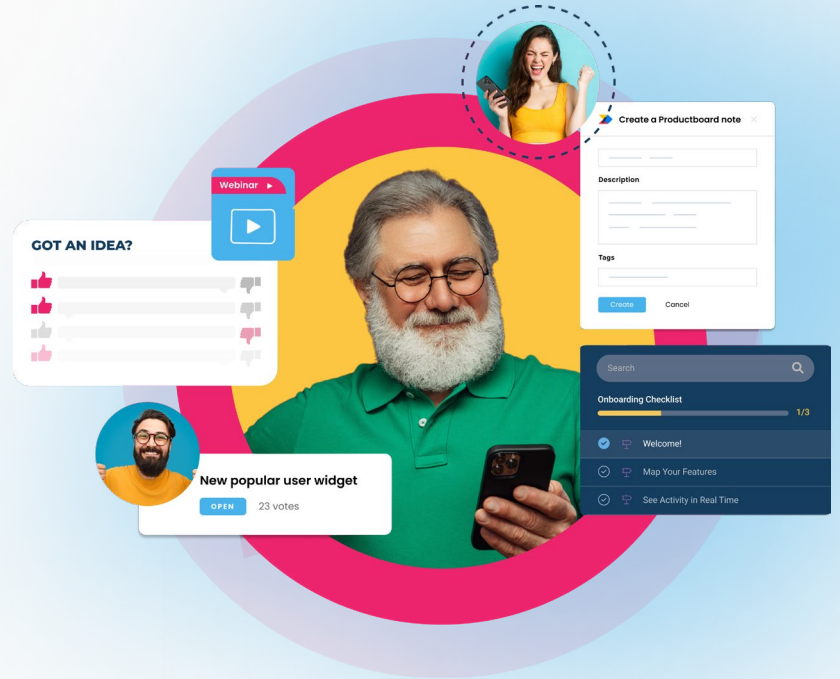 Create a Productboard note
Description
Tags
Create
Cancel
Webinar
GOT AN IDEA?
Search
Onboarding Checklist
1/3
Welcome!
Map Your Features
See Activity in Real Time
New popular user widget
OPEN
23 votes